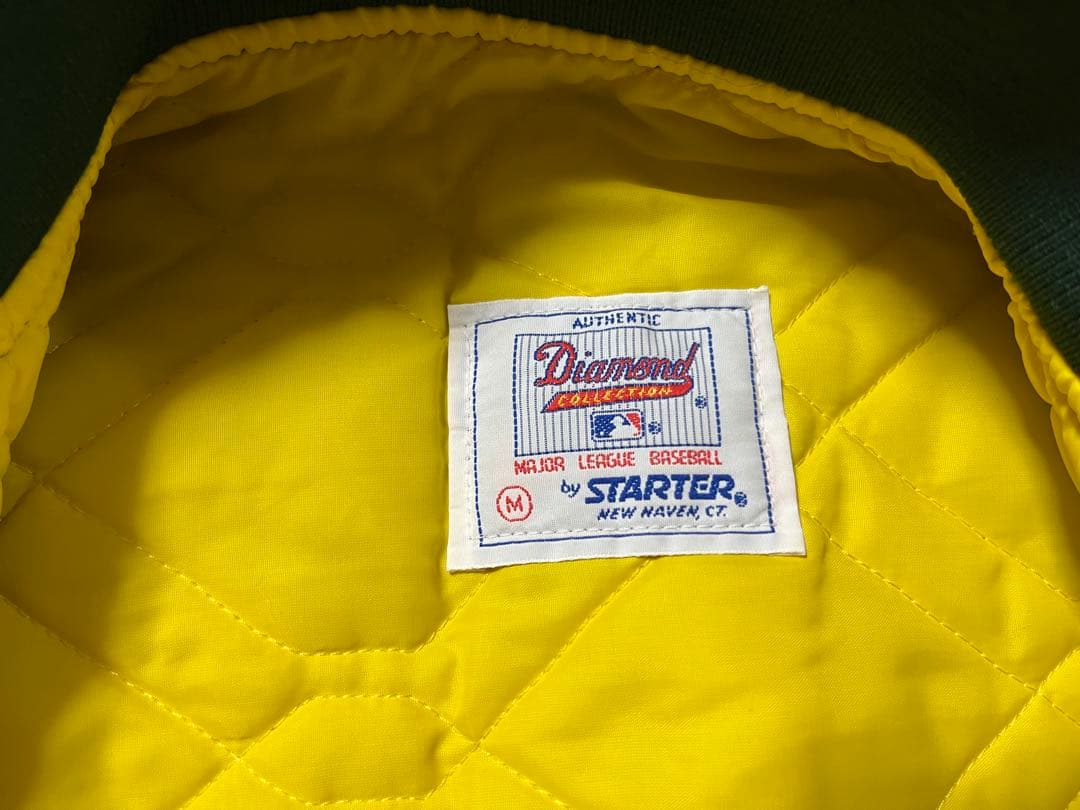 AUTHENTIC
Diamond
COLLECTION
®
®
MAJOR LEAGUE BASEBALL
M
by STARTER®
NEW HAVEN, CT.